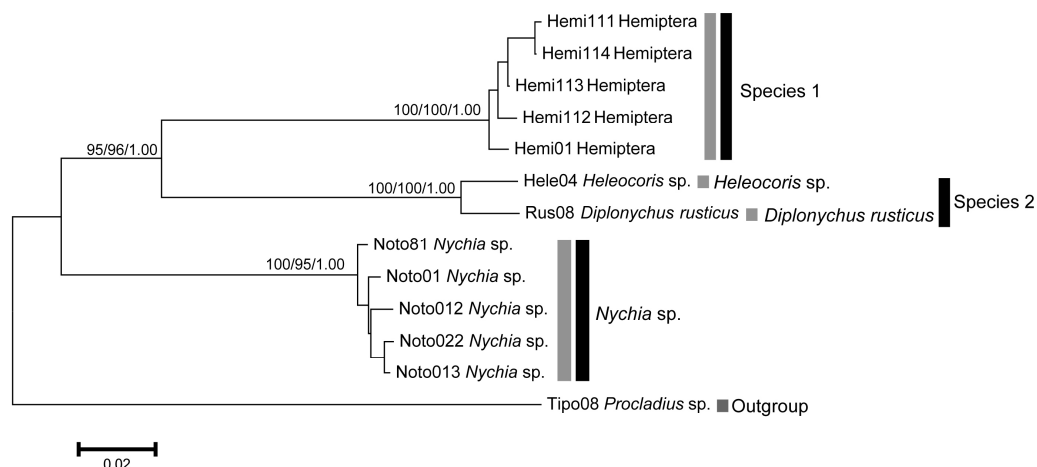 Hemi111 Hemiptera
Hemi114 Hemiptera
Hemi113 Hemiptera
Species 1
100/100/1.00
Hemi112 Hemiptera
Hemi01 Hemiptera
95/96/1.00
Hele04 Heleocoris sp. Heleocoris sp.
100/100/1.00
Species 2
Rus08 Diplonychus rusticus Diplonychus rusticus
Noto81 Nychia sp.
100/95/1.00
Noto01 Nychia sp.
Noto012 Nychia sp.
Nychia sp.
Noto022 Nychia sp.
Noto013 Nychia sp.
Tipo08 Procladius sp. Outgroup
0.02